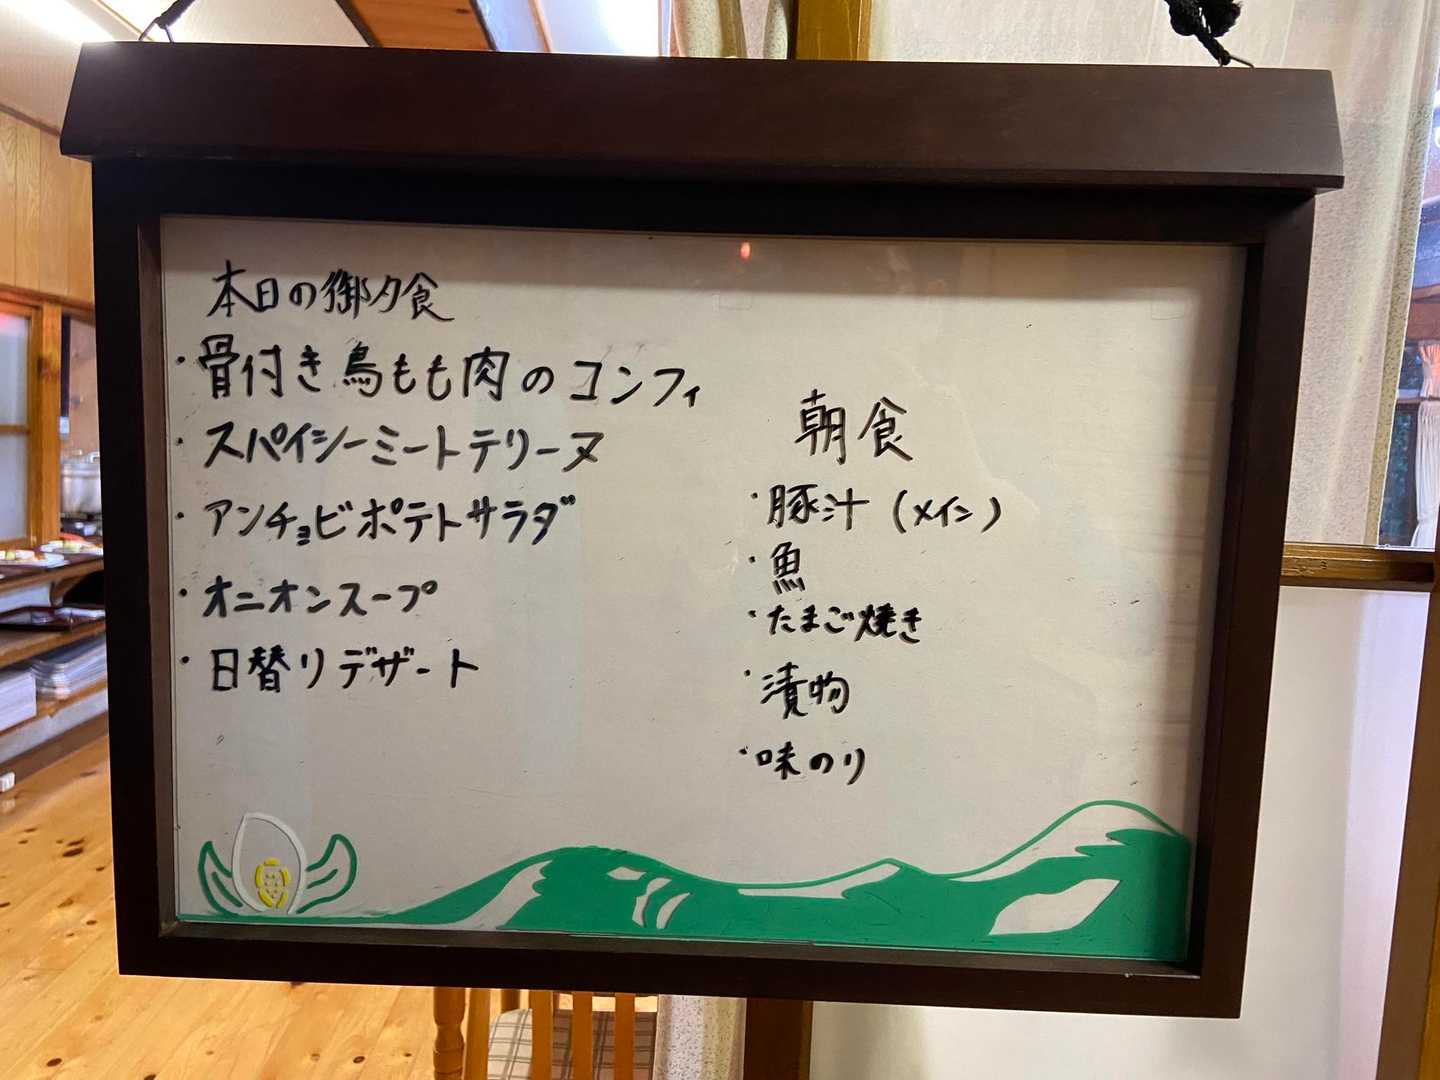 本日の御夕食
・骨付き鳥もも肉のコンフィ
・スパイシーミートテリーヌ
・アンチョビポテトサラダ
・オニオンスープ
・日替りデザート
朝食
・豚汁(メイン)
・魚
・たまご焼き
・漬物
・味のり